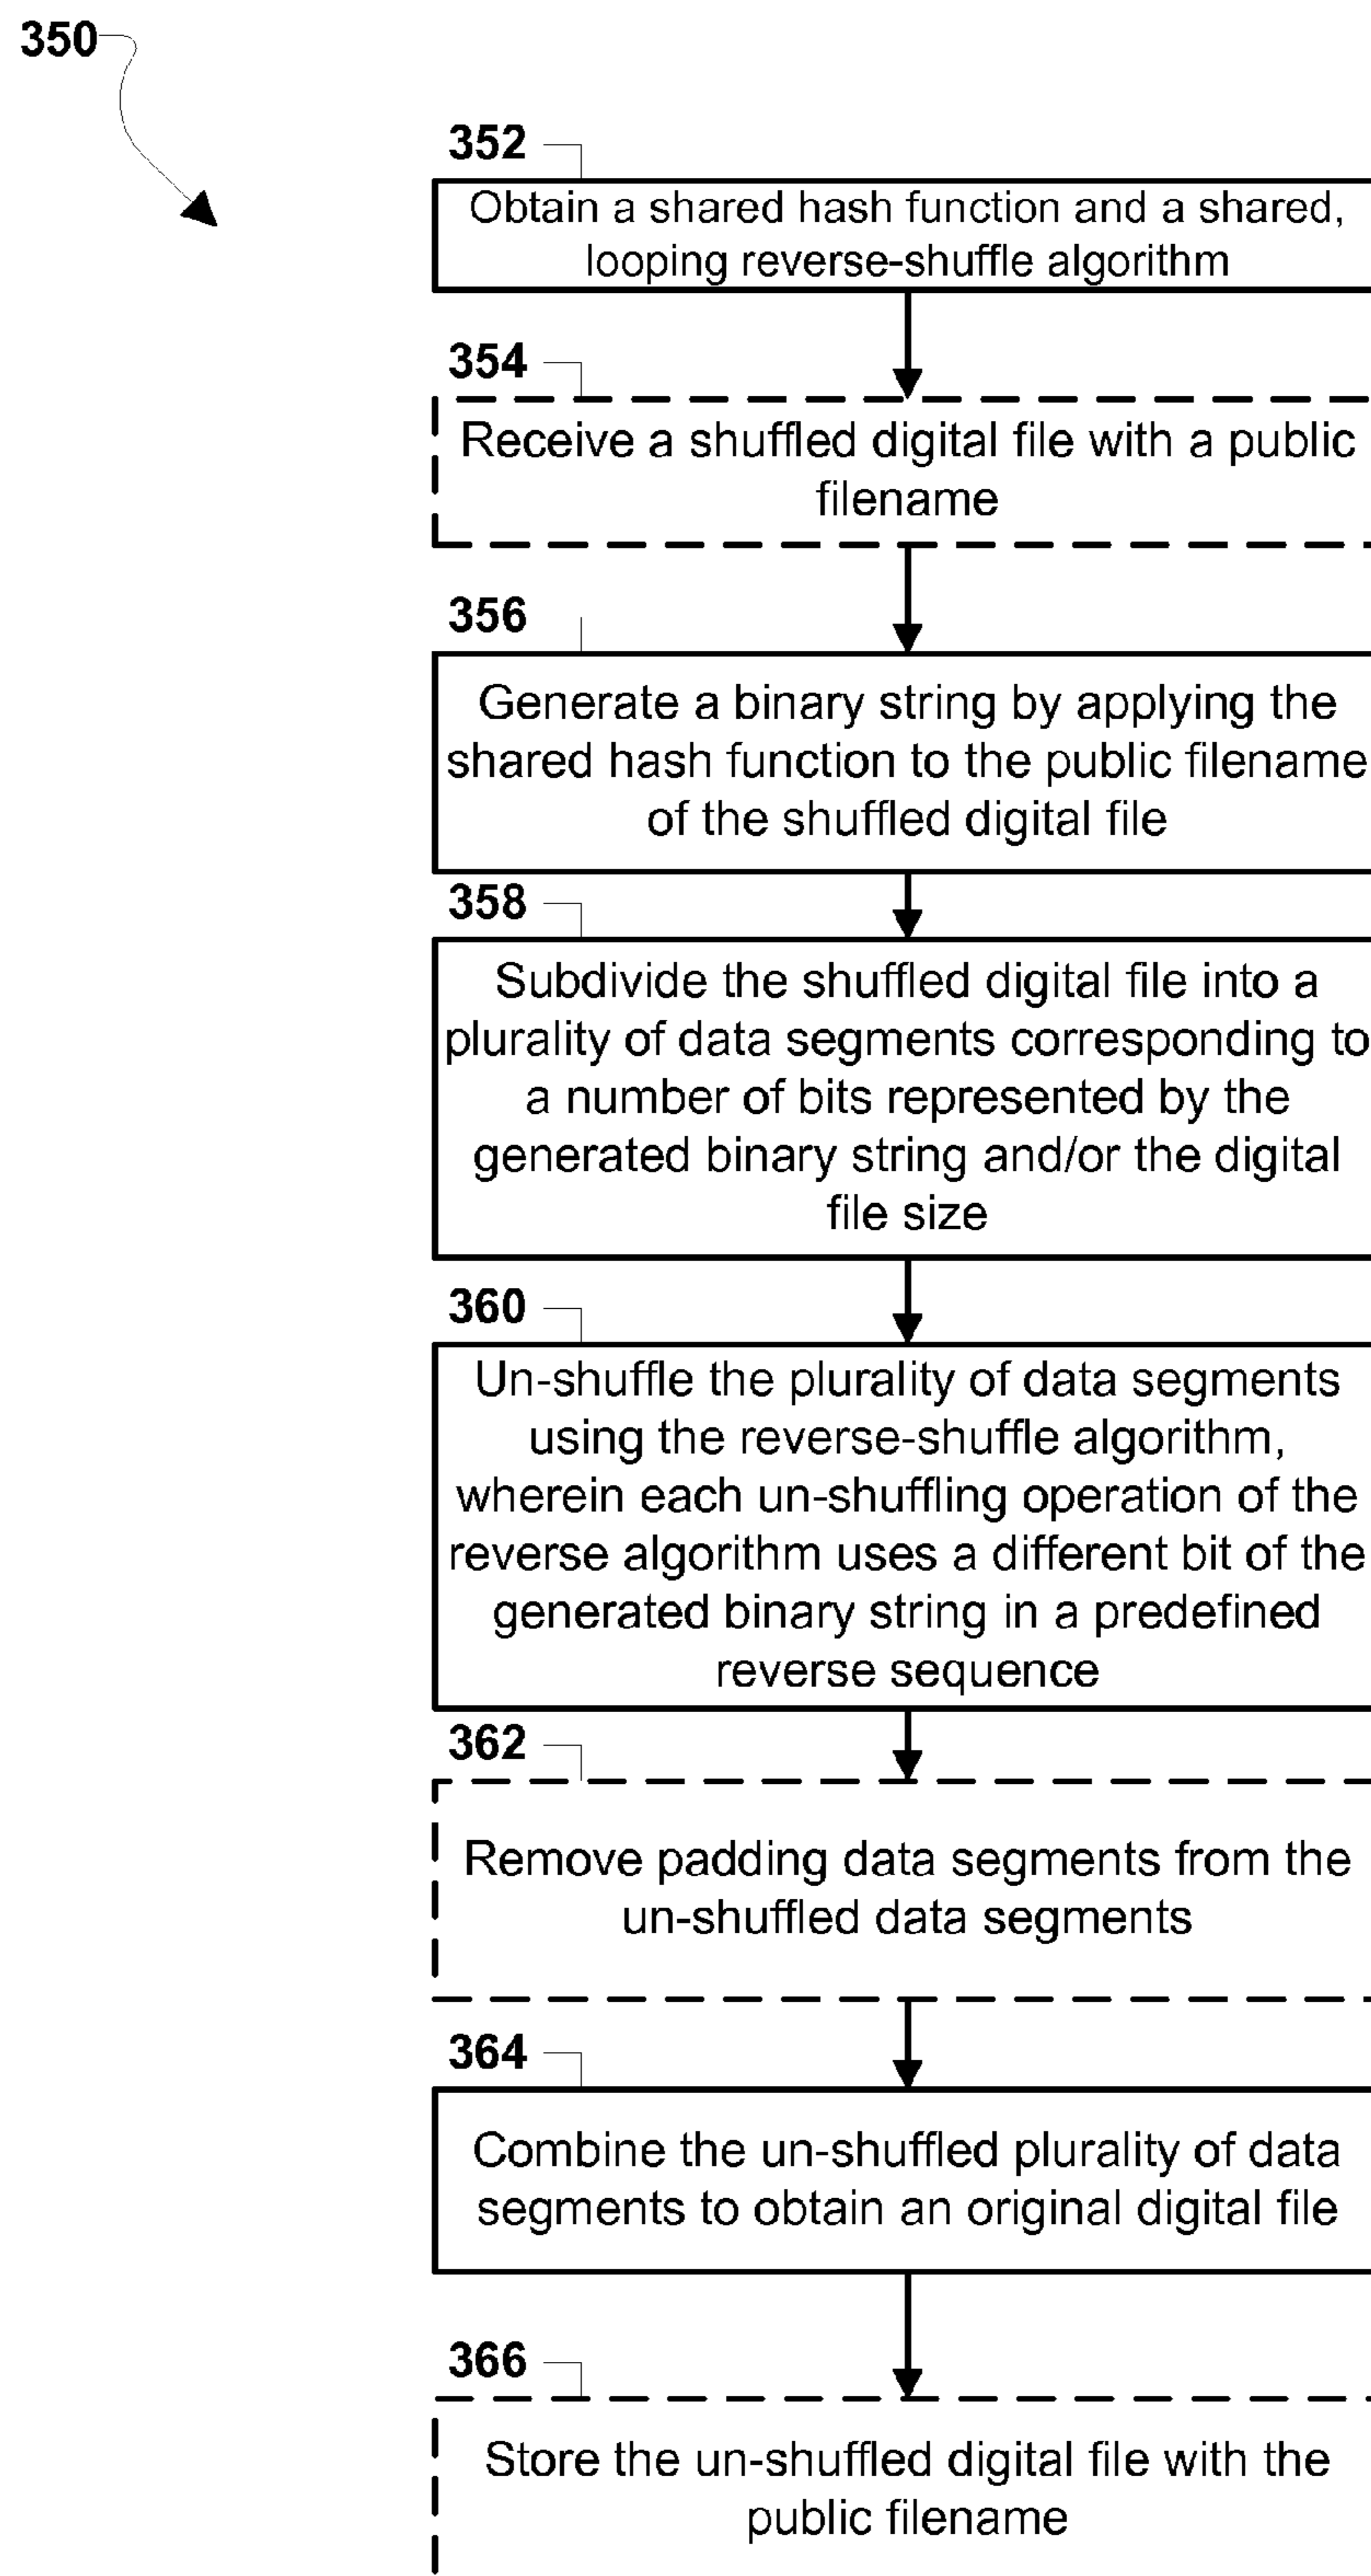 350
352
Obtain a shared hash function and a shared,
looping reverse-shuffle algorithm
354
Receive a shuffled digital file with a public
filename
356
Generate a binary string by applying the
shared hash function to the public filename
of the shuffled digital file
358
Subdivide the shuffled digital file into a
plurality of data segments corresponding to
a number of bits represented by the
generated binary string and/or the digital
file size
360
Un-shuffle the plurality of data segments
using the reverse-shuffle algorithm,
wherein each un-shuffling operation of the
reverse algorithm uses a different bit of the
generated binary string in a predefined
reverse sequence
362
Remove padding data segments from the
un-shuffled data segments
364
Combine the un-shuffled plurality of data
segments to obtain an original digital file
366
Store the un-shuffled digital file with the
public filename